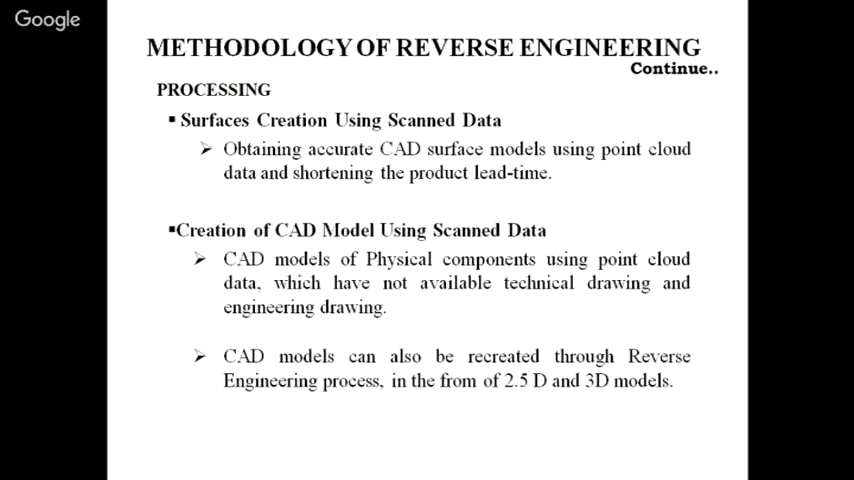 Google
METHODOLOGY OF REVERSE ENGINEERING
Continue..
PROCESSING
▪ Surfaces Creation Using Scanned Data
➢ Obtaining accurate CAD surface models using point cloud
data and shortening the product lead-time.
▪Creation of CAD Model Using Scanned Data
➢ CAD models of Physical components using point cloud
data, which have not available technical drawing and
engineering drawing.
➢ CAD models can also be recreated through Reverse
Engineering process, in the from of 2.5 D and 3D models.